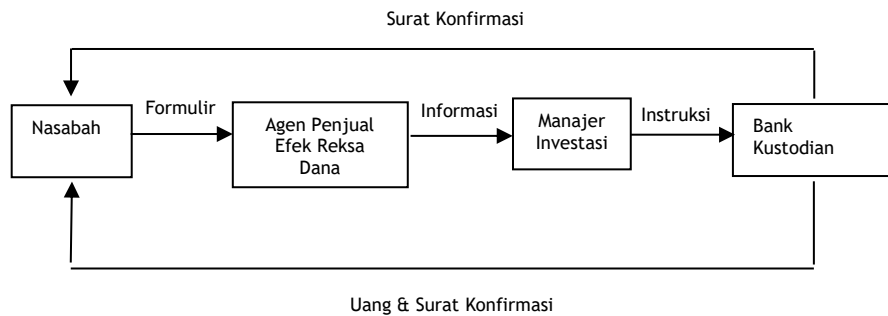 Surat Konfirmasi
Formulir
Informasi
Instruksi
Nasabah
Agen Penjual
Efek Reksa
Dana
Manajer
Investasi
Bank
Kustodian
Uang & Surat Konfirmasi